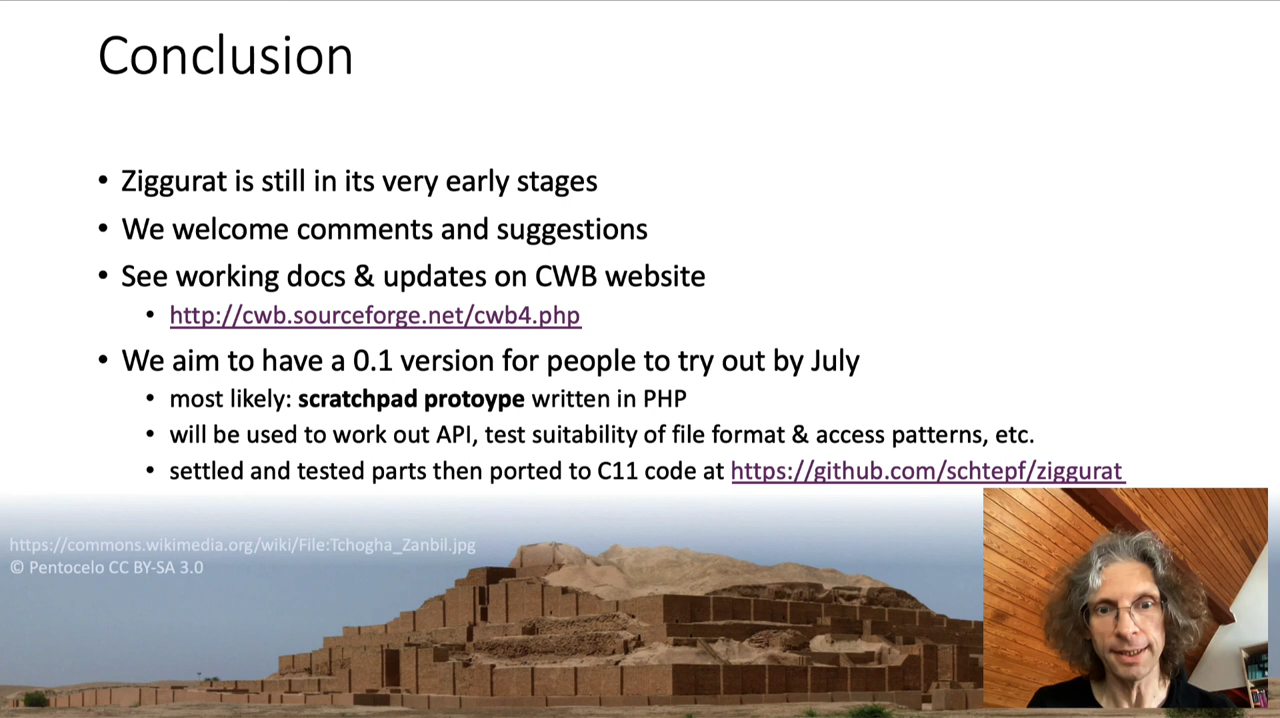 Conclusion
• Ziggurat is still in its very early stages
• We welcome comments and suggestions
• See working docs & updates on CWB website
• http://cwb.sourceforge.net/cwb4.php
• We aim to have a 0.1 version for people to try out by July
• most likely: scratchpad protoype written in PHP
• will be used to work out API, test suitability of file format & access patterns, etc.
• settled and tested parts then ported to C11 code at https://github.com/schtepf/ziggurat
https://commons.wikimedia.org/wiki/File:Tchogha_Zanbil.jpg
© Pentocelo CC BY-SA 3.0